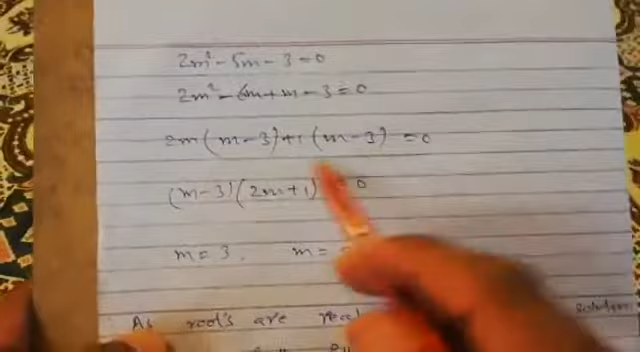 2m² - 5m - 3 = 0
2m² - 6m + m - 3 = 0
2m(m-3)+1(m-3) = 0
(m-3)(2m+1) = 0
m = 3, m =
As roots are real